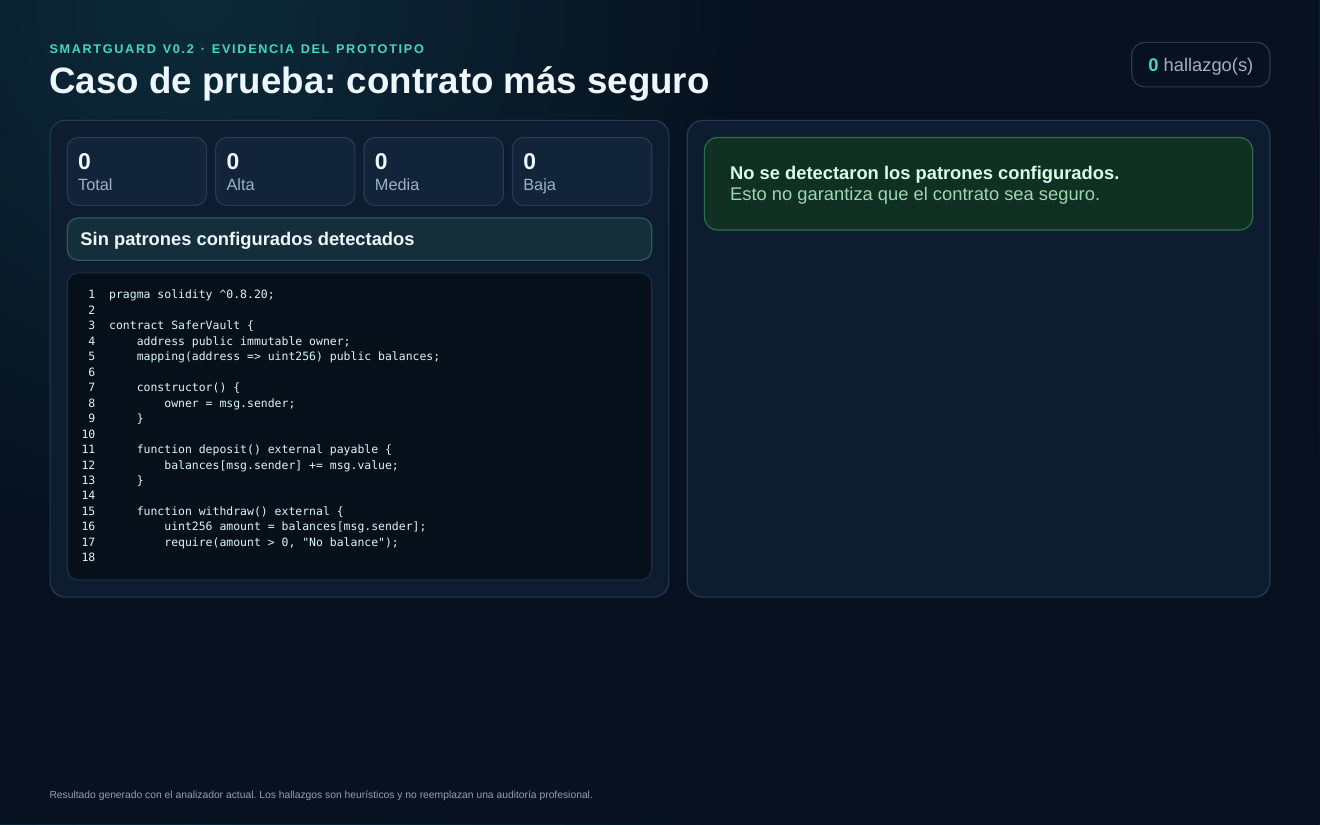 SMARTGUARD V0.2 · EVIDENCIA DEL PROTOTIPO
Caso de prueba: contrato más seguro
0 hallazgo(s)
0
Total
0
Alta
0
Media
0
Baja
Sin patrones configurados detectados
1 pragma solidity ^0.8.20;
2
3 contract SaferVault {
4     address public immutable owner;
5     mapping(address => uint256) public balances;
6
7     constructor() {
8         owner = msg.sender;
9     }
10
11     function deposit() external payable {
12         balances[msg.sender] += msg.value;
13     }
14
15     function withdraw() external {
16         uint256 amount = balances[msg.sender];
17         require(amount > 0, "No balance");
18
No se detectaron los patrones configurados.
Esto no garantiza que el contrato sea seguro.
Resultado generado con el analizador actual. Los hallazgos son heurísticos y no reemplazan una auditoría profesional.